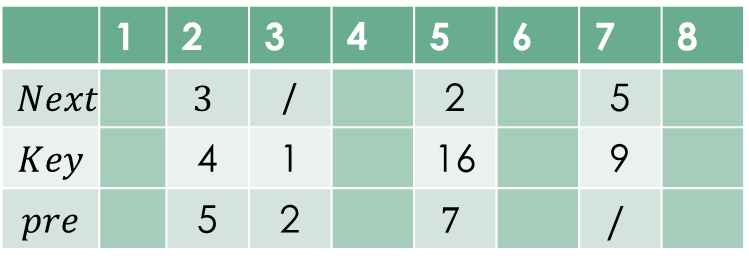 1 2 3 4 5 6 7 8
Next 3 / 2 5
Key 4 1 16 9
pre 5 2 7 /